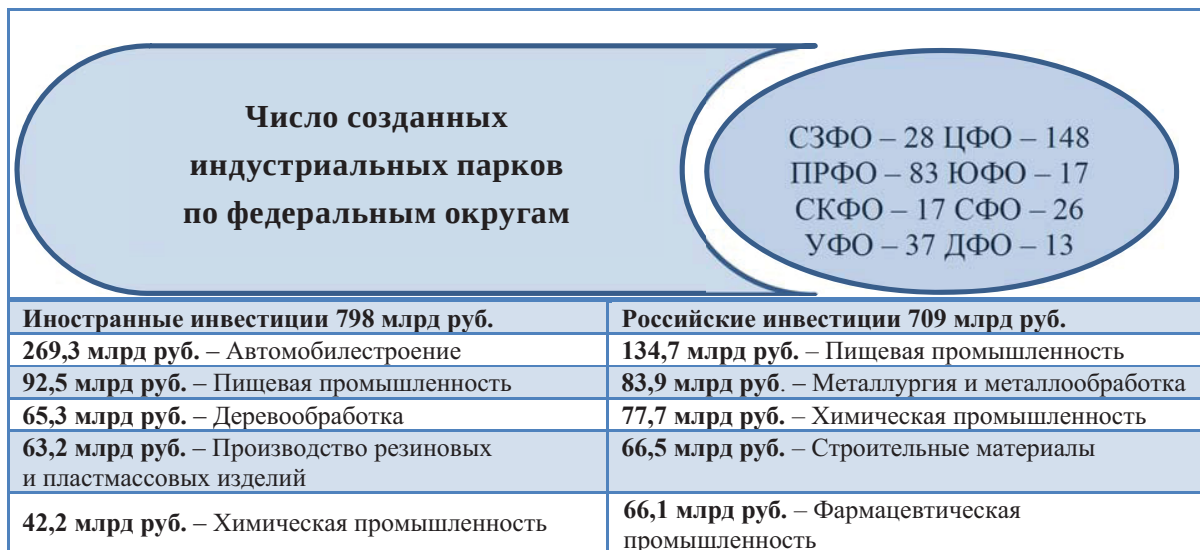 Число созданных
индустриальных парков
по федеральным округам
СЗФО – 28 ЦФО – 148
ПРФО – 83 ЮФО – 17
СКФО – 17 СФО – 26
УФО – 37 ДФО – 13
Иностранные инвестиции 798 млрд руб.
Российские инвестиции 709 млрд руб.
269,3 млрд руб. – Автомобилестроение
134,7 млрд руб. – Пищевая промышленность
92,5 млрд руб. – Пищевая промышленность
83,9 млрд руб. – Металлургия и металлообработка
65,3 млрд руб. – Деревообработка
77,7 млрд руб. – Химическая промышленность
63,2 млрд руб. – Производство резиновых
и пластмассовых изделий
66,5 млрд руб. – Строительные материалы
42,2 млрд руб. – Химическая промышленность
66,1 млрд руб. – Фармацевтическая
промышленность